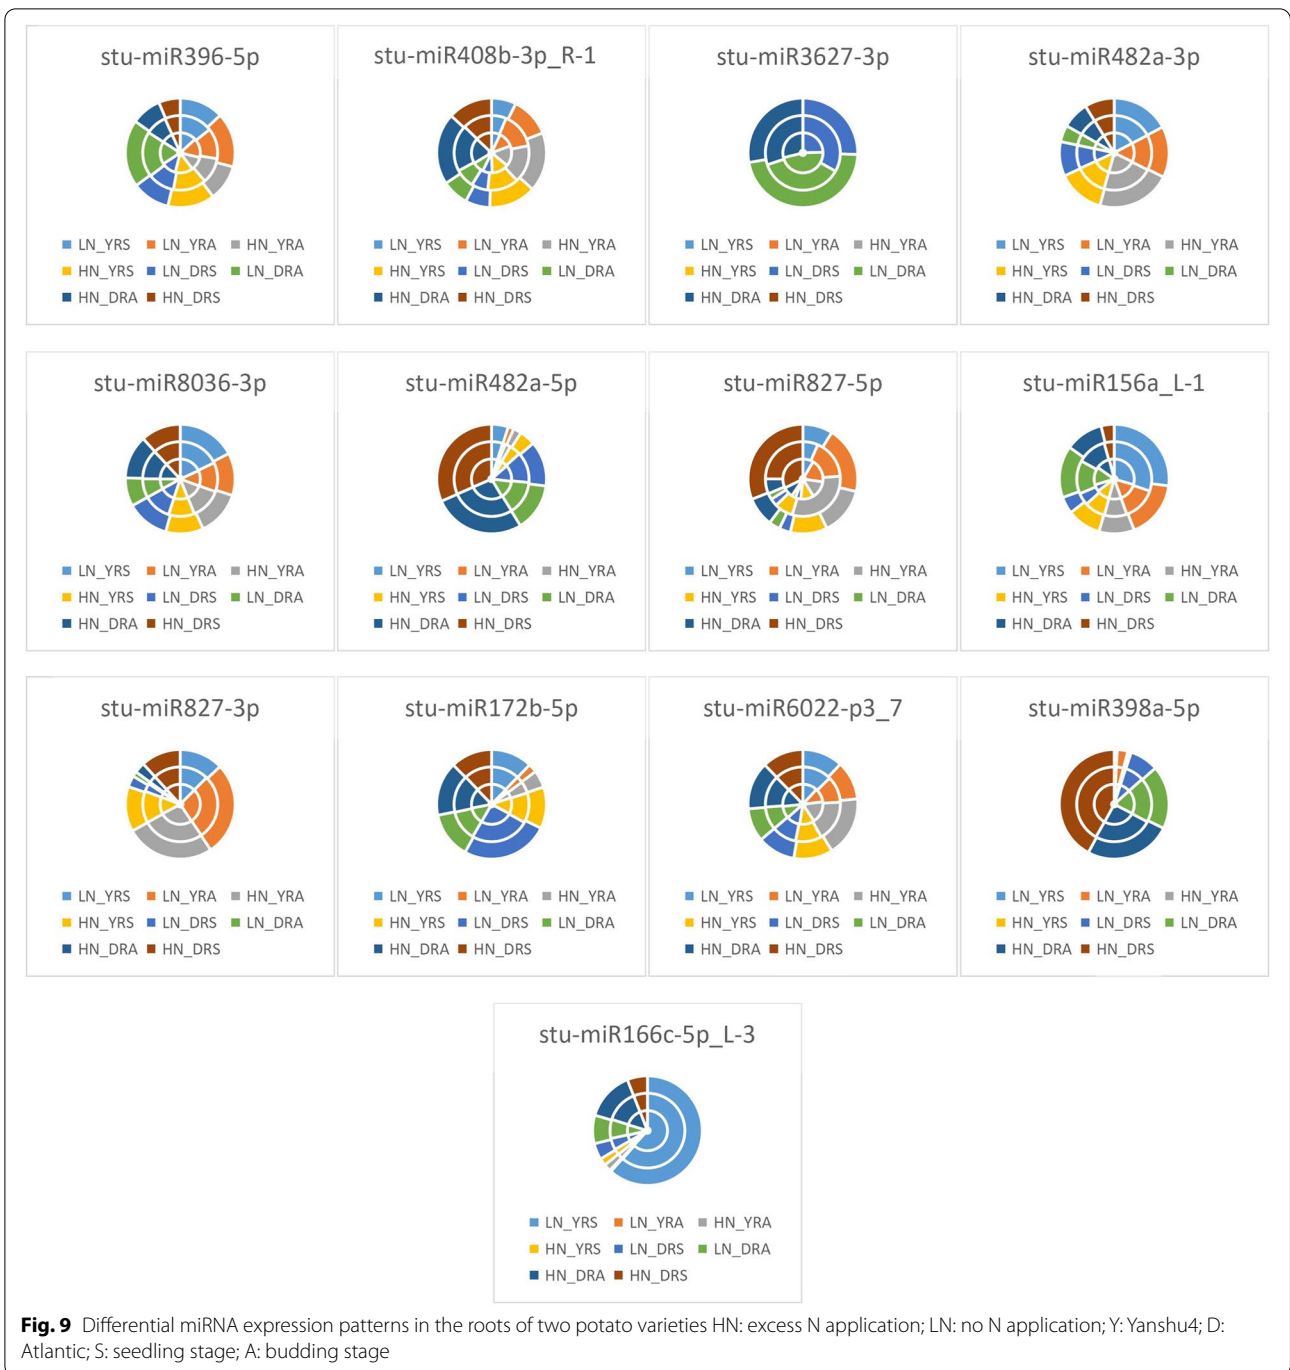 stu-miR396-5p
LN_YRS LN_YRA HN_YRA
HN_YRS LN_DRS LN_DRA
HN_DRA HN_DRS
stu-miR408b-3p_R-1
LN_YRS LN_YRA HN_YRA
HN_YRS LN_DRS LN_DRA
HN_DRA HN_DRS
stu-miR3627-3p
LN_YRS LN_YRA HN_YRA
HN_YRS LN_DRS LN_DRA
HN_DRA HN_DRS
stu-miR482a-3p
LN_YRS LN_YRA HN_YRA
HN_YRS LN_DRS LN_DRA
HN_DRA HN_DRS
stu-miR8036-3p
LN_YRS LN_YRA HN_YRA
HN_YRS LN_DRS LN_DRA
HN_DRA HN_DRS
stu-miR482a-5p
LN_YRS LN_YRA HN_YRA
HN_YRS LN_DRS LN_DRA
HN_DRA HN_DRS
stu-miR827-5p
LN_YRS LN_YRA HN_YRA
HN_YRS LN_DRS LN_DRA
HN_DRA HN_DRS
stu-miR156a_L-1
LN_YRS LN_YRA HN_YRA
HN_YRS LN_DRS LN_DRA
HN_DRA HN_DRS
stu-miR827-3p
LN_YRS LN_YRA HN_YRA
HN_YRS LN_DRS LN_DRA
HN_DRA HN_DRS
stu-miR172b-5p
LN_YRS LN_YRA HN_YRA
HN_YRS LN_DRS LN_DRA
HN_DRA HN_DRS
stu-miR6022-p3_7
LN_YRS LN_YRA HN_YRA
HN_YRS LN_DRS LN_DRA
HN_DRA HN_DRS
stu-miR398a-5p
LN_YRS LN_YRA HN_YRA
HN_YRS LN_DRS LN_DRA
HN_DRA HN_DRS
stu-miR166c-5p_L-3
LN_YRS LN_YRA HN_YRA
HN_YRS LN_DRS LN_DRA
HN_DRA HN_DRS
Fig. 9 Differential miRNA expression patterns in the roots of two potato varieties HN: excess N application; LN: no N application; Y: Yanshu4; D:
Atlantic; S: seedling stage; A: budding stage